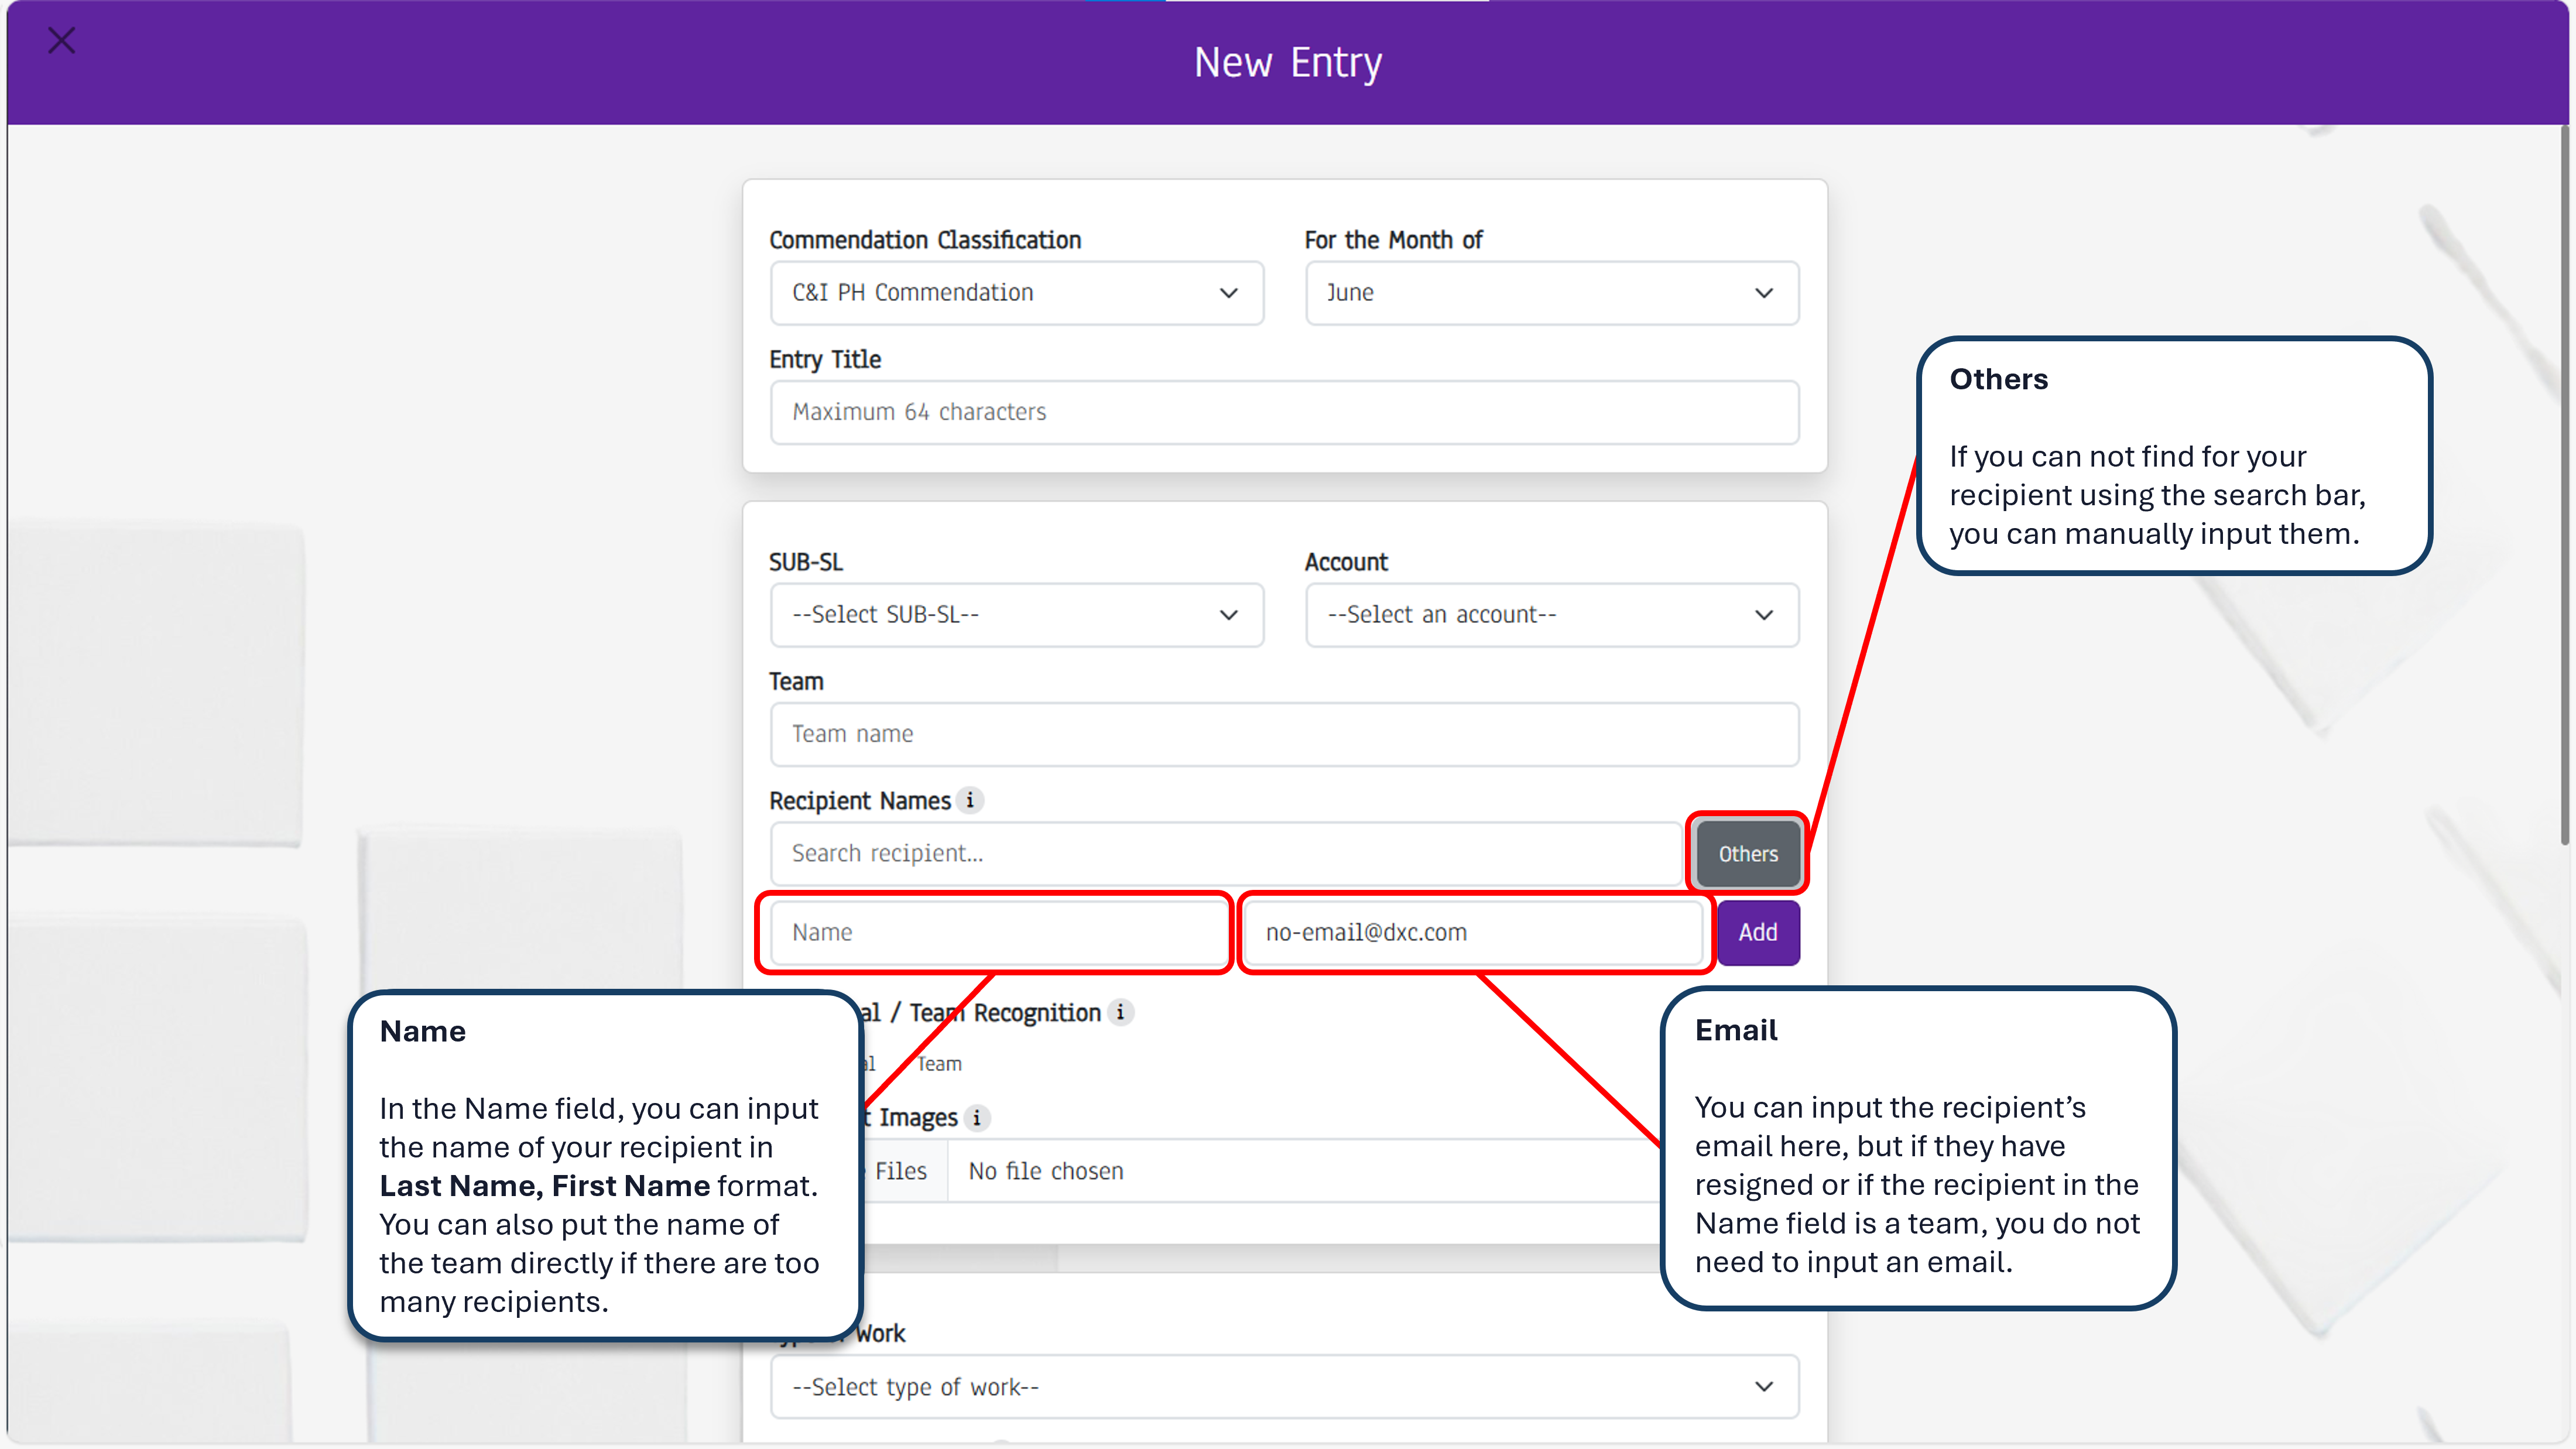 New Entry
Commendation Classification
For the Month of
C&I PH Commendation
June
Entry Title
Maximum 64 characters
Others
If you can not find for your
recipient using the search bar,
you can manually input them.
SUB-SL
Account
--Select SUB-SL--
--Select an account--
Team
Team name
Recipient Names i
Search recipient...
Others
Name
no-email@dxc.com
Add
al / Team Recognition i
al Team
t Images i
Files
No file chosen
Name
In the Name field, you can input
the name of your recipient in
Last Name, First Name format.
You can also put the name of
the team directly if there are too
many recipients.
Email
You can input the recipient's
email here, but if they have
resigned or if the recipient in the
Name field is a team, you do not
need to input an email.
Work
--Select type of work--